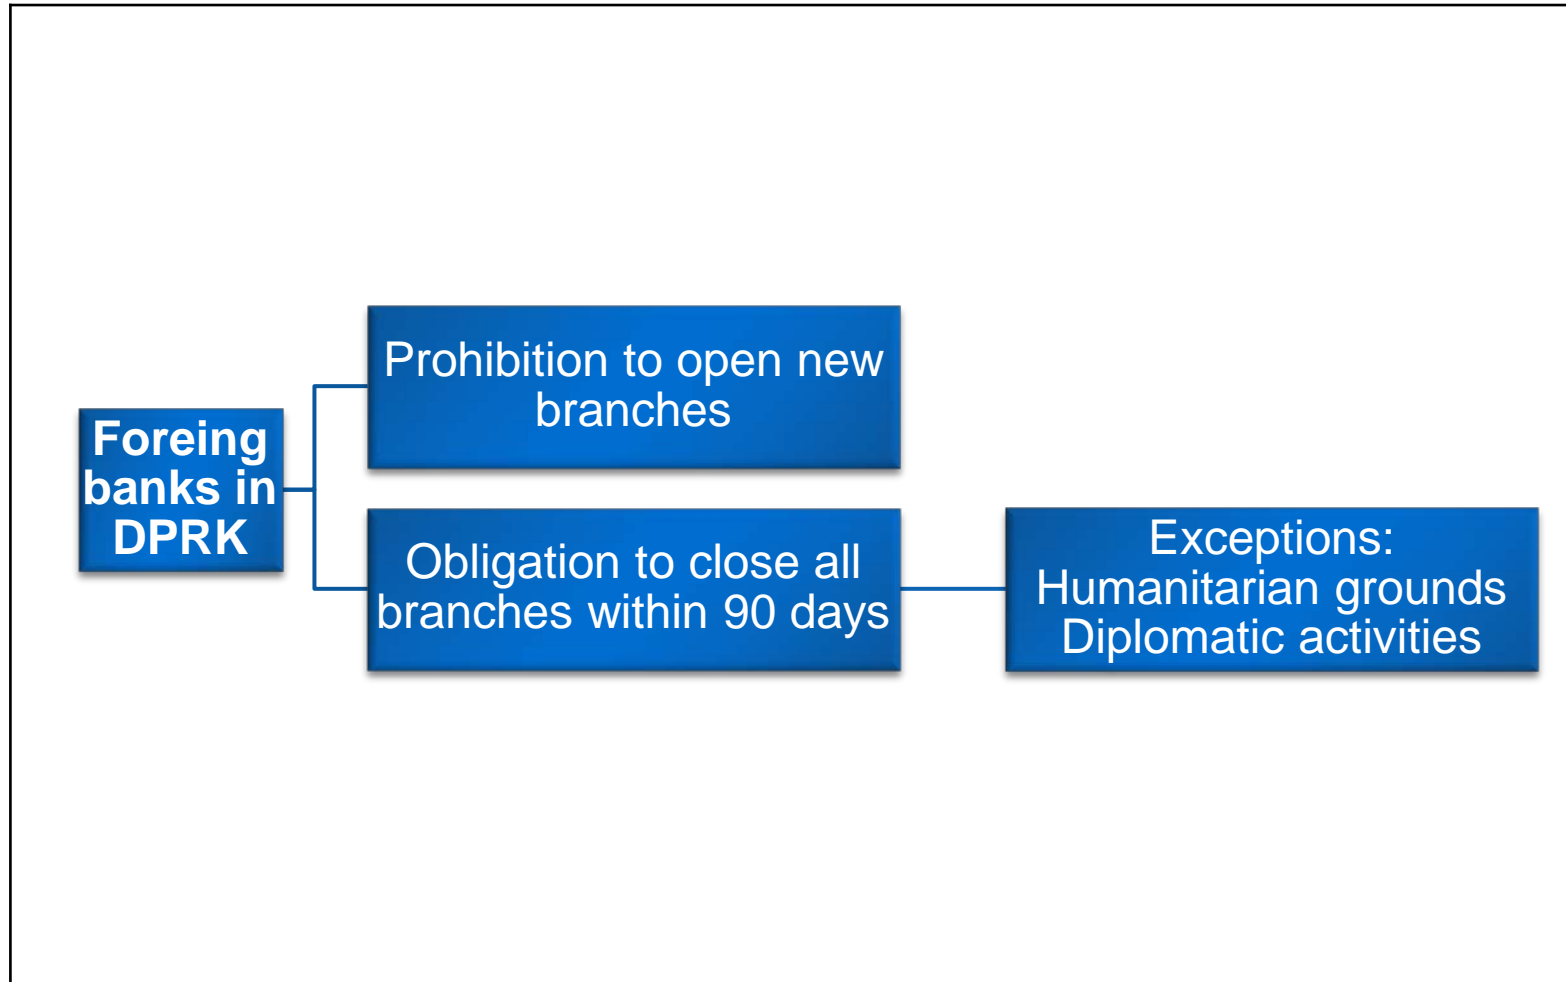 Foreing
banks in
DPRK
Prohibition to open new
branches
Obligation to close all
branches within 90 days
Exceptions:
Humanitarian grounds
Diplomatic activities